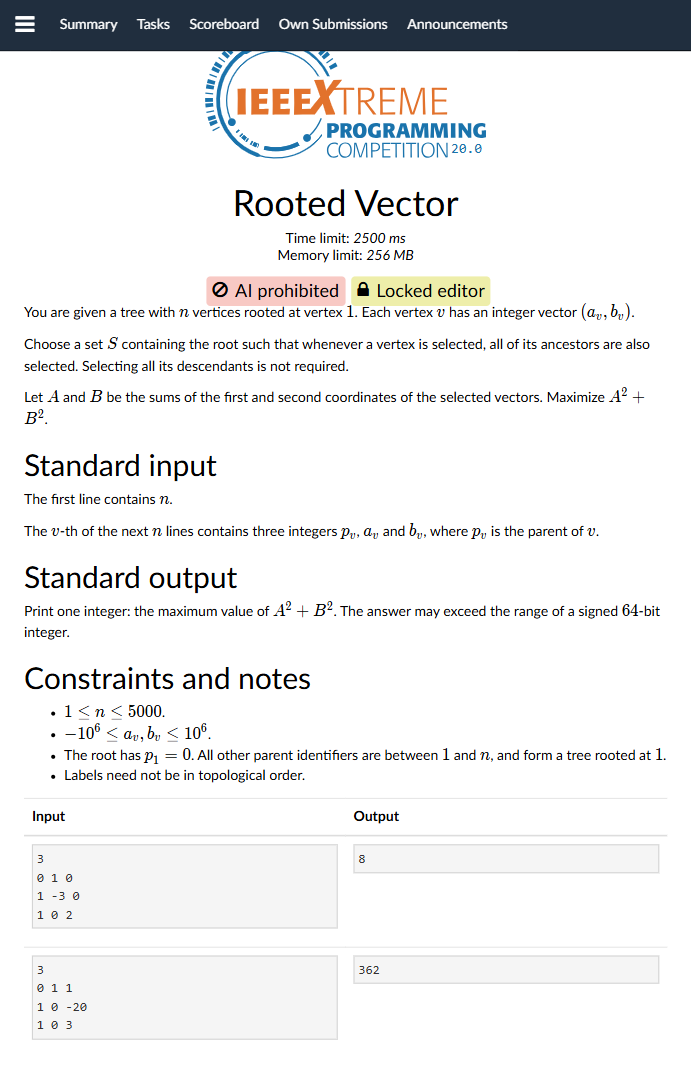 Summary Tasks Scoreboard Own Submissions Announcements
IEEEXTREME
PROGRAMMING
COMPETITION 20.0
Rooted Vector
Time limit: 2500 ms
Memory limit: 256 MB
AI prohibited Locked editor
You are given a tree with n vertices rooted at vertex 1. Each vertex v has an integer vector (a_v, b_v).
Choose a set S containing the root such that whenever a vertex is selected, all of its ancestors are also
selected. Selecting all its descendants is not required.
Let A and B be the sums of the first and second coordinates of the selected vectors. Maximize A² +
B².
Standard input
The first line contains n.
The v-th of the next n lines contains three integers p_v, a_v and b_v, where p_v is the parent of v.
Standard output
Print one integer: the maximum value of A² + B². The answer may exceed the range of a signed 64-bit
integer.
Constraints and notes
• 1 ≤ n ≤ 5000.
• −10⁶ ≤ a_v, b_v ≤ 10⁶.
• The root has p₁ = 0. All other parent identifiers are between 1 and n, and form a tree rooted at 1.
• Labels need not be in topological order.
Input Output
3
0 1 0
1 -3 0
1 0 2
8
3
0 1 1
1 0 -20
1 0 3
362